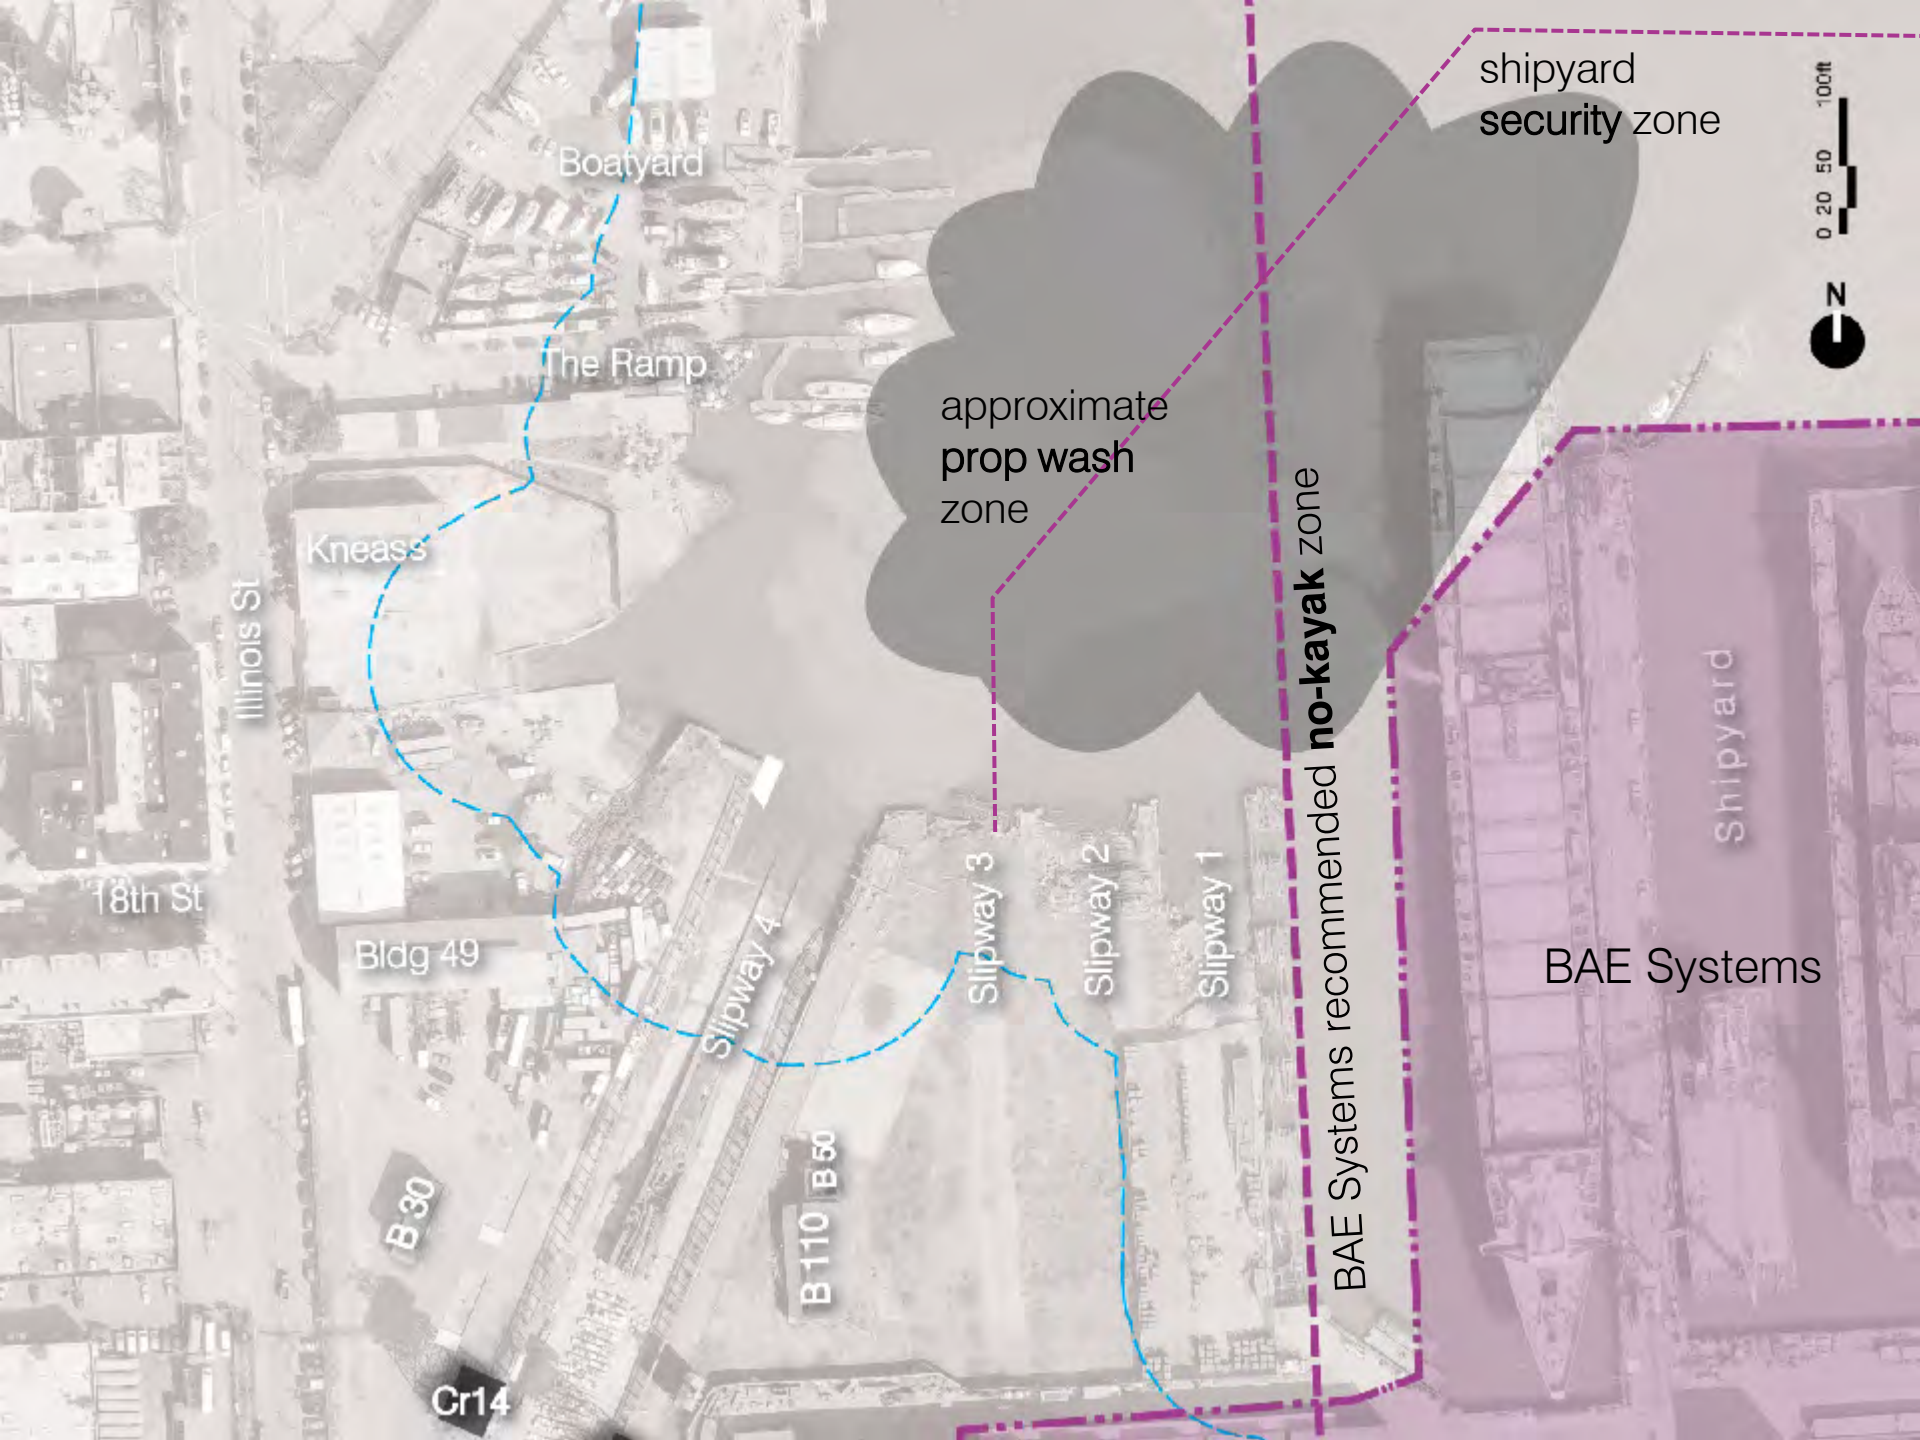 shipyard
security zone
100ft
50
20
0
N
Boatyard
The Ramp
approximate
prop wash
zone
Kneass
Illinois St
BAE Systems recommended no-kayak zone
Shipyard
18th St
Bldg 49
Slipway 4
Slipway 3
Slipway 2
Slipway 1
BAE Systems
B 30
B 110
B 50
Cr14